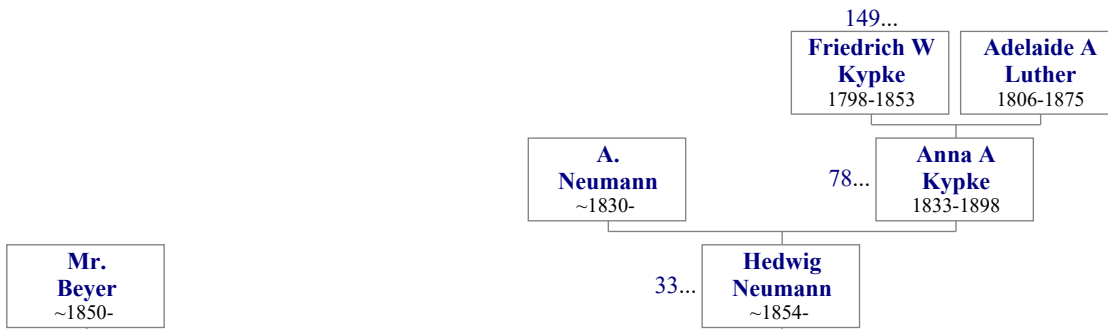 149...
Friedrich W
Kypke
1798-1853
Adelaide A
Luther
1806-1875
A.
Neumann
~1830-
78...
Anna A
Kypke
1833-1898
Mr.
Beyer
~1850-
33...
Hedwig
Neumann
~1854-